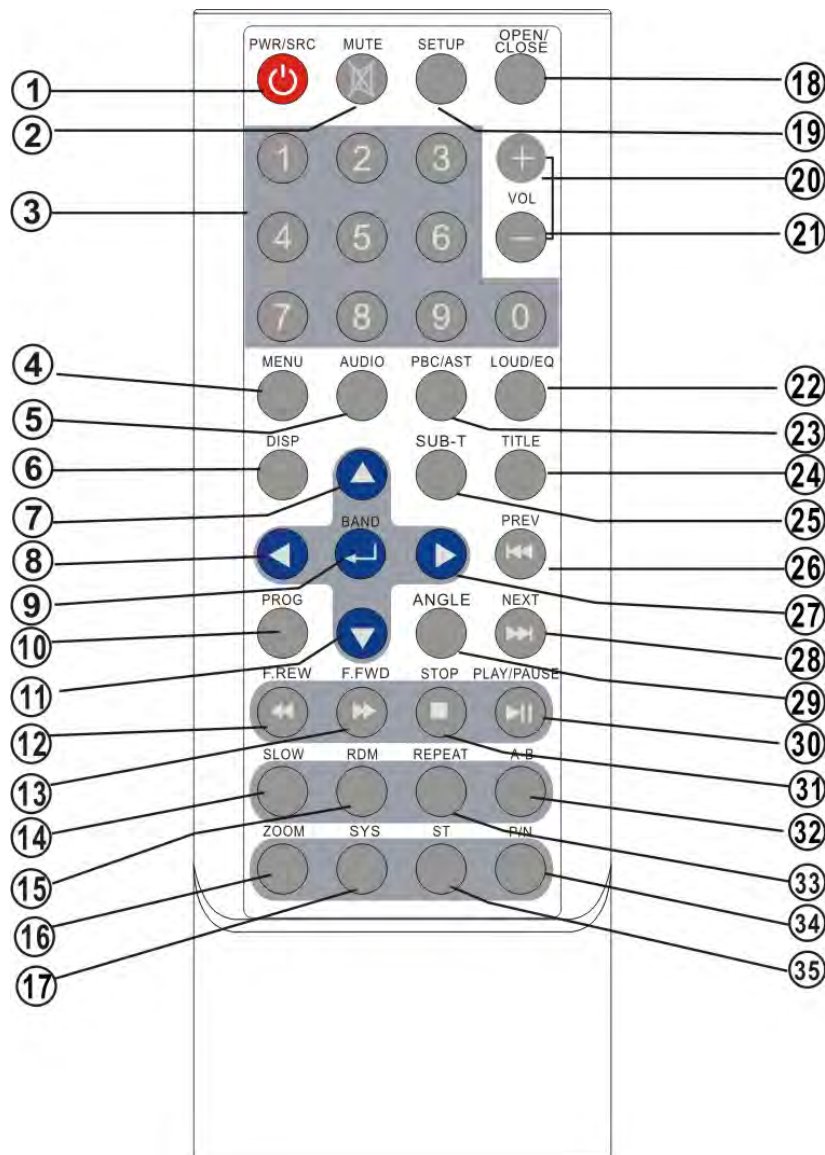 PWR/SRC MUTE SETUP OPEN/
CLOSE
1 18
2 19
1 2 3 +
20
3 VOL
4 5 6 −
21
7 8 9 0
4 MENU AUDIO PBC/AST LOUD/EQ 22
5 23
6 DISP SUB-T TITLE 24
7 25
BAND PREV
8 26
9 27
PROG ANGLE NEXT
10 28
11 29
F.REW F.FWD STOP PLAY/PAUSE
12 30
13 31
SLOW RDM REPEAT A-B
14 32
15 33
ZOOM SYS ST P/N
16 34
17 35